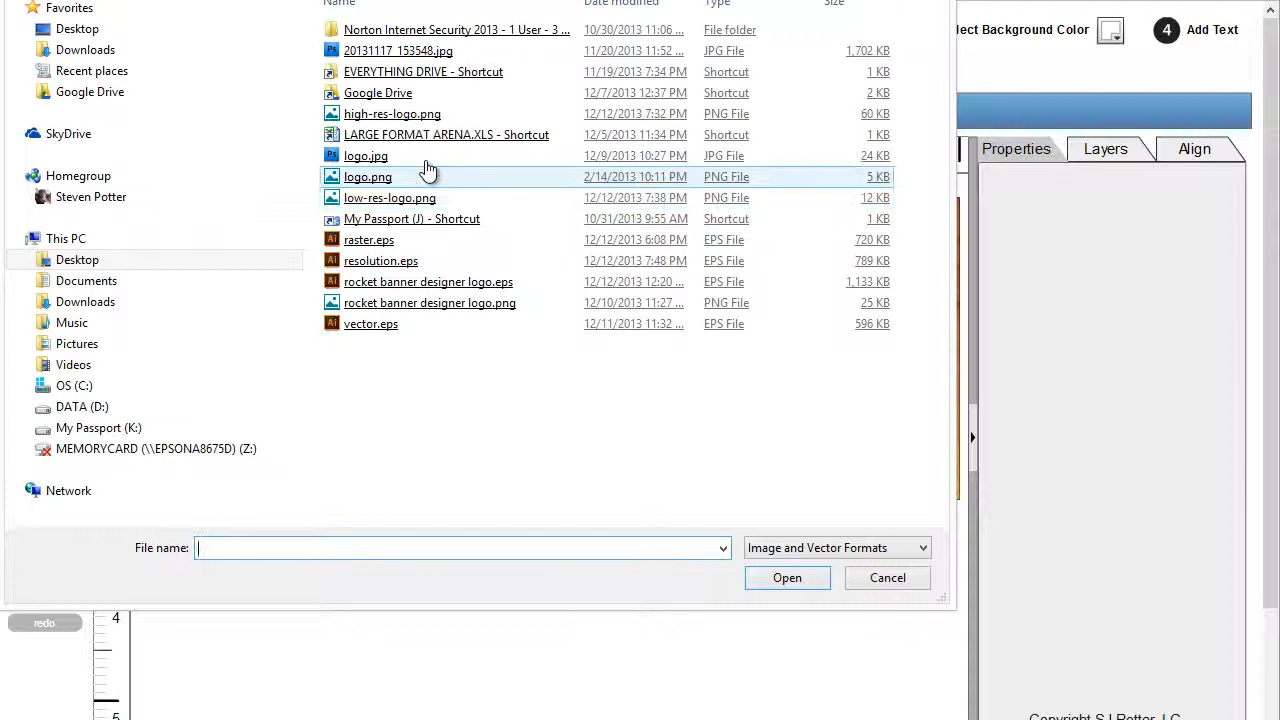 Favorites
Desktop
Downloads
Recent places
Google Drive
SkyDrive
Homegroup
Steven Potter
This PC
Desktop
Documents
Downloads
Music
Pictures
Videos
OS (C:)
DATA (D:)
My Passport (K:)
MEMORYCARD (\\EPSONA8675D) (Z:)
Network
Name Date modified Type Size
Norton Internet Security 2013 - 1 User - 3 ... 10/30/2013 11:06 ... File folder
20131117_153548.jpg 11/20/2013 11:52 ... JPG File 1,702 KB
EVERYTHING DRIVE - Shortcut 11/19/2013 7:34 PM Shortcut 1 KB
Google Drive 12/7/2013 12:37 PM Shortcut 2 KB
high-res-logo.png 12/12/2013 7:32 PM PNG File 60 KB
LARGE FORMAT ARENA.XLS - Shortcut 12/5/2013 11:34 PM Shortcut 1 KB
logo.jpg 12/9/2013 10:27 PM JPG File 24 KB
logo.png 2/14/2013 10:11 PM PNG File 5 KB
low-res-logo.png 12/12/2013 7:38 PM PNG File 12 KB
My Passport (J) - Shortcut 10/31/2013 9:55 AM Shortcut 1 KB
raster.eps 12/12/2013 6:08 PM EPS File 720 KB
resolution.eps 12/12/2013 7:48 PM EPS File 789 KB
rocket banner designer logo.eps 12/12/2013 12:20 ... EPS File 1,133 KB
rocket banner designer logo.png 12/10/2013 11:27 ... PNG File 25 KB
vector.eps 12/11/2013 11:32 ... EPS File 596 KB
File name: Image and Vector Formats
Open Cancel
lect Background Color 4 Add Text
Properties Layers Align
redo
4
5
Copyright SJ Potter, LC